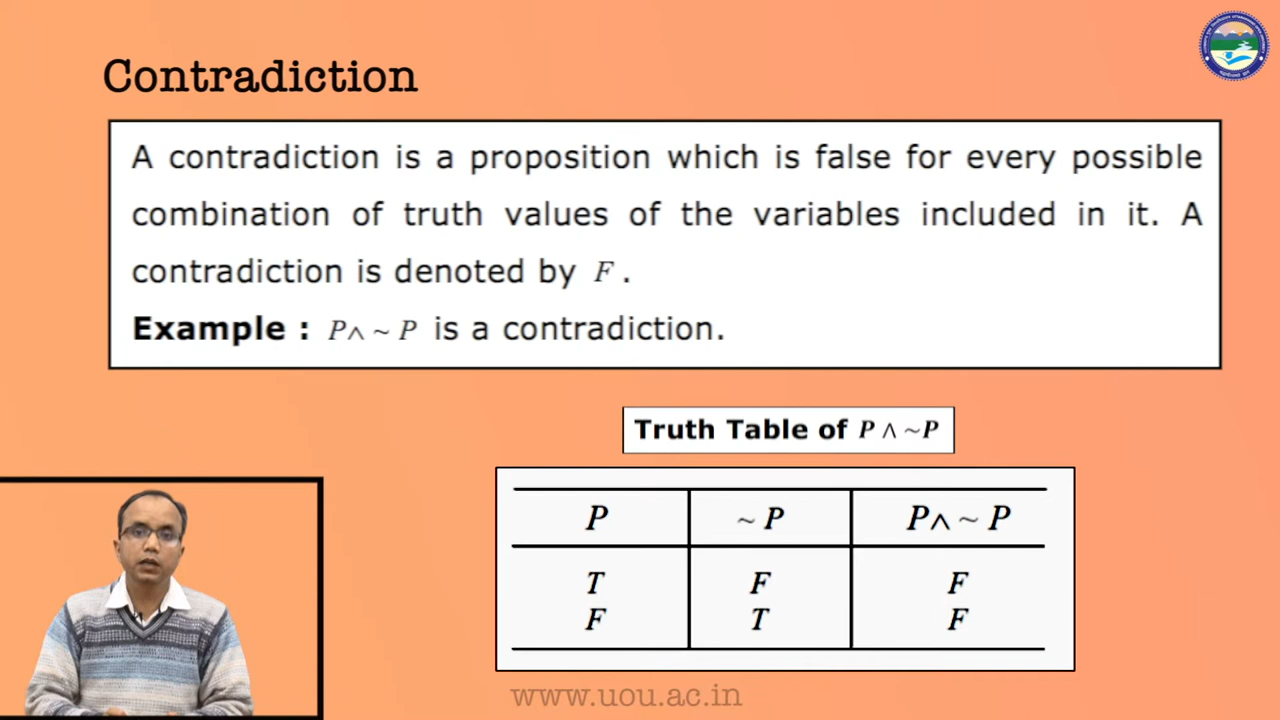 Contradiction
A contradiction is a proposition which is false for every possible
combination of truth values of the variables included in it. A
contradiction is denoted by F .
Example : P∧ ~ P is a contradiction.
Truth Table of P ∧ ~P
P ~ P P∧ ~ P
T F F
F T F
www.uou.ac.in